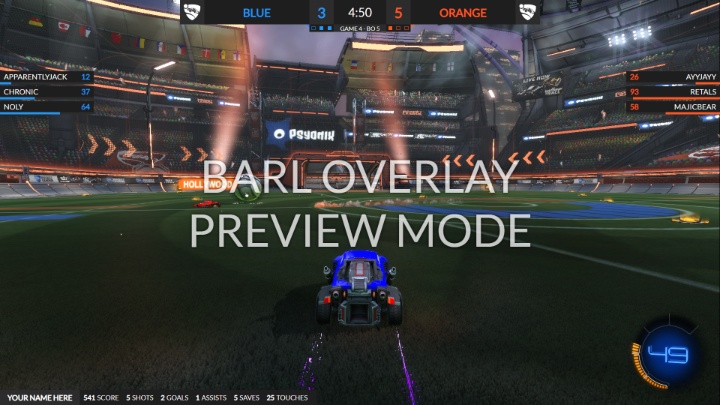 BLUE 3 4:50 5 ORANGE
GAME 4 - BO 5
APPARENTLYJACK 12
CHRONIC 37
NOLY 64
26 AYYJAYY
93 RETALS
58 MAJICBEAR
PSYONIX
HOLLYWOOD
BARL OVERLAY
PREVIEW MODE
49
YOUR NAME HERE 541 SCORE 5 SHOTS 2 GOALS 1 ASSISTS 5 SAVES 25 TOUCHES